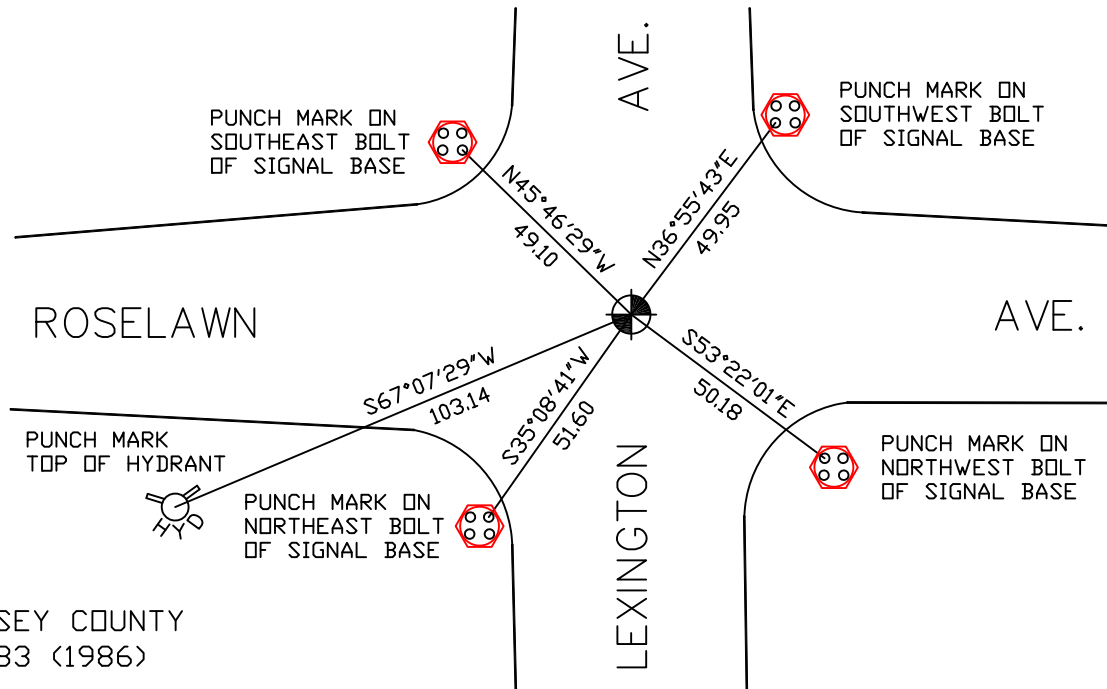 AVE.
PUNCH MARK ON
SOUTHEAST BOLT
OF SIGNAL BASE
PUNCH MARK ON
SOUTHWEST BOLT
OF SIGNAL BASE
N45°46'29"W
49.10
N36°55'43"E
49.95
ROSELAWN
AVE.
S67°07'29"W
103.14
S35°08'41"W
51.60
S53°22'01"E
50.18
PUNCH MARK
TOP OF HYDRANT
HYD
PUNCH MARK ON
NORTHEAST BOLT
OF SIGNAL BASE
PUNCH MARK ON
NORTHWEST BOLT
OF SIGNAL BASE
LEXINGTON
SEY COUNTY
83 (1986)